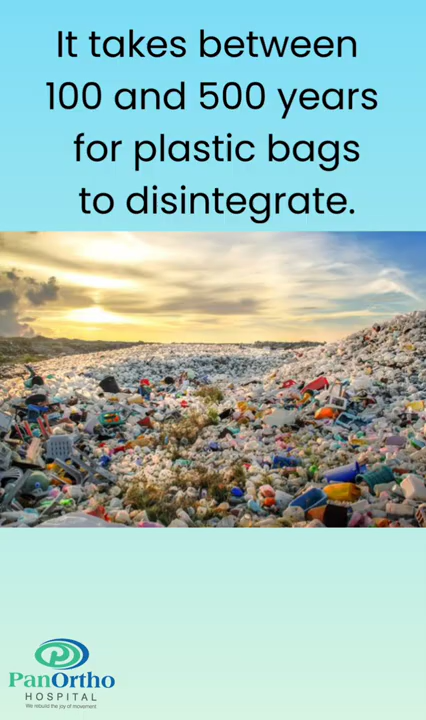 It takes between
100 and 500 years
for plastic bags
to disintegrate.
PanOrtho
HOSPITAL
We rebuild the joy of movement